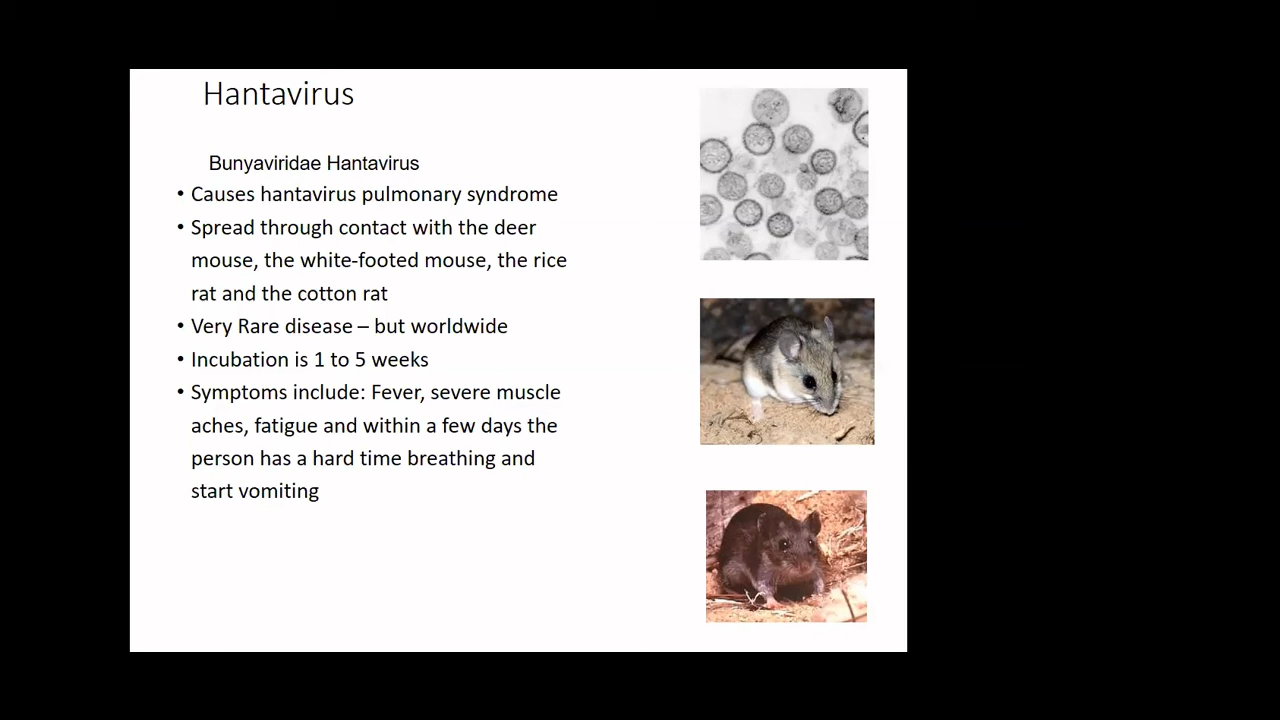 Hantavirus
Bunyaviridae Hantavirus
• Causes hantavirus pulmonary syndrome
• Spread through contact with the deer
mouse, the white-footed mouse, the rice
rat and the cotton rat
• Very Rare disease – but worldwide
• Incubation is 1 to 5 weeks
• Symptoms include: Fever, severe muscle
aches, fatigue and within a few days the
person has a hard time breathing and
start vomiting